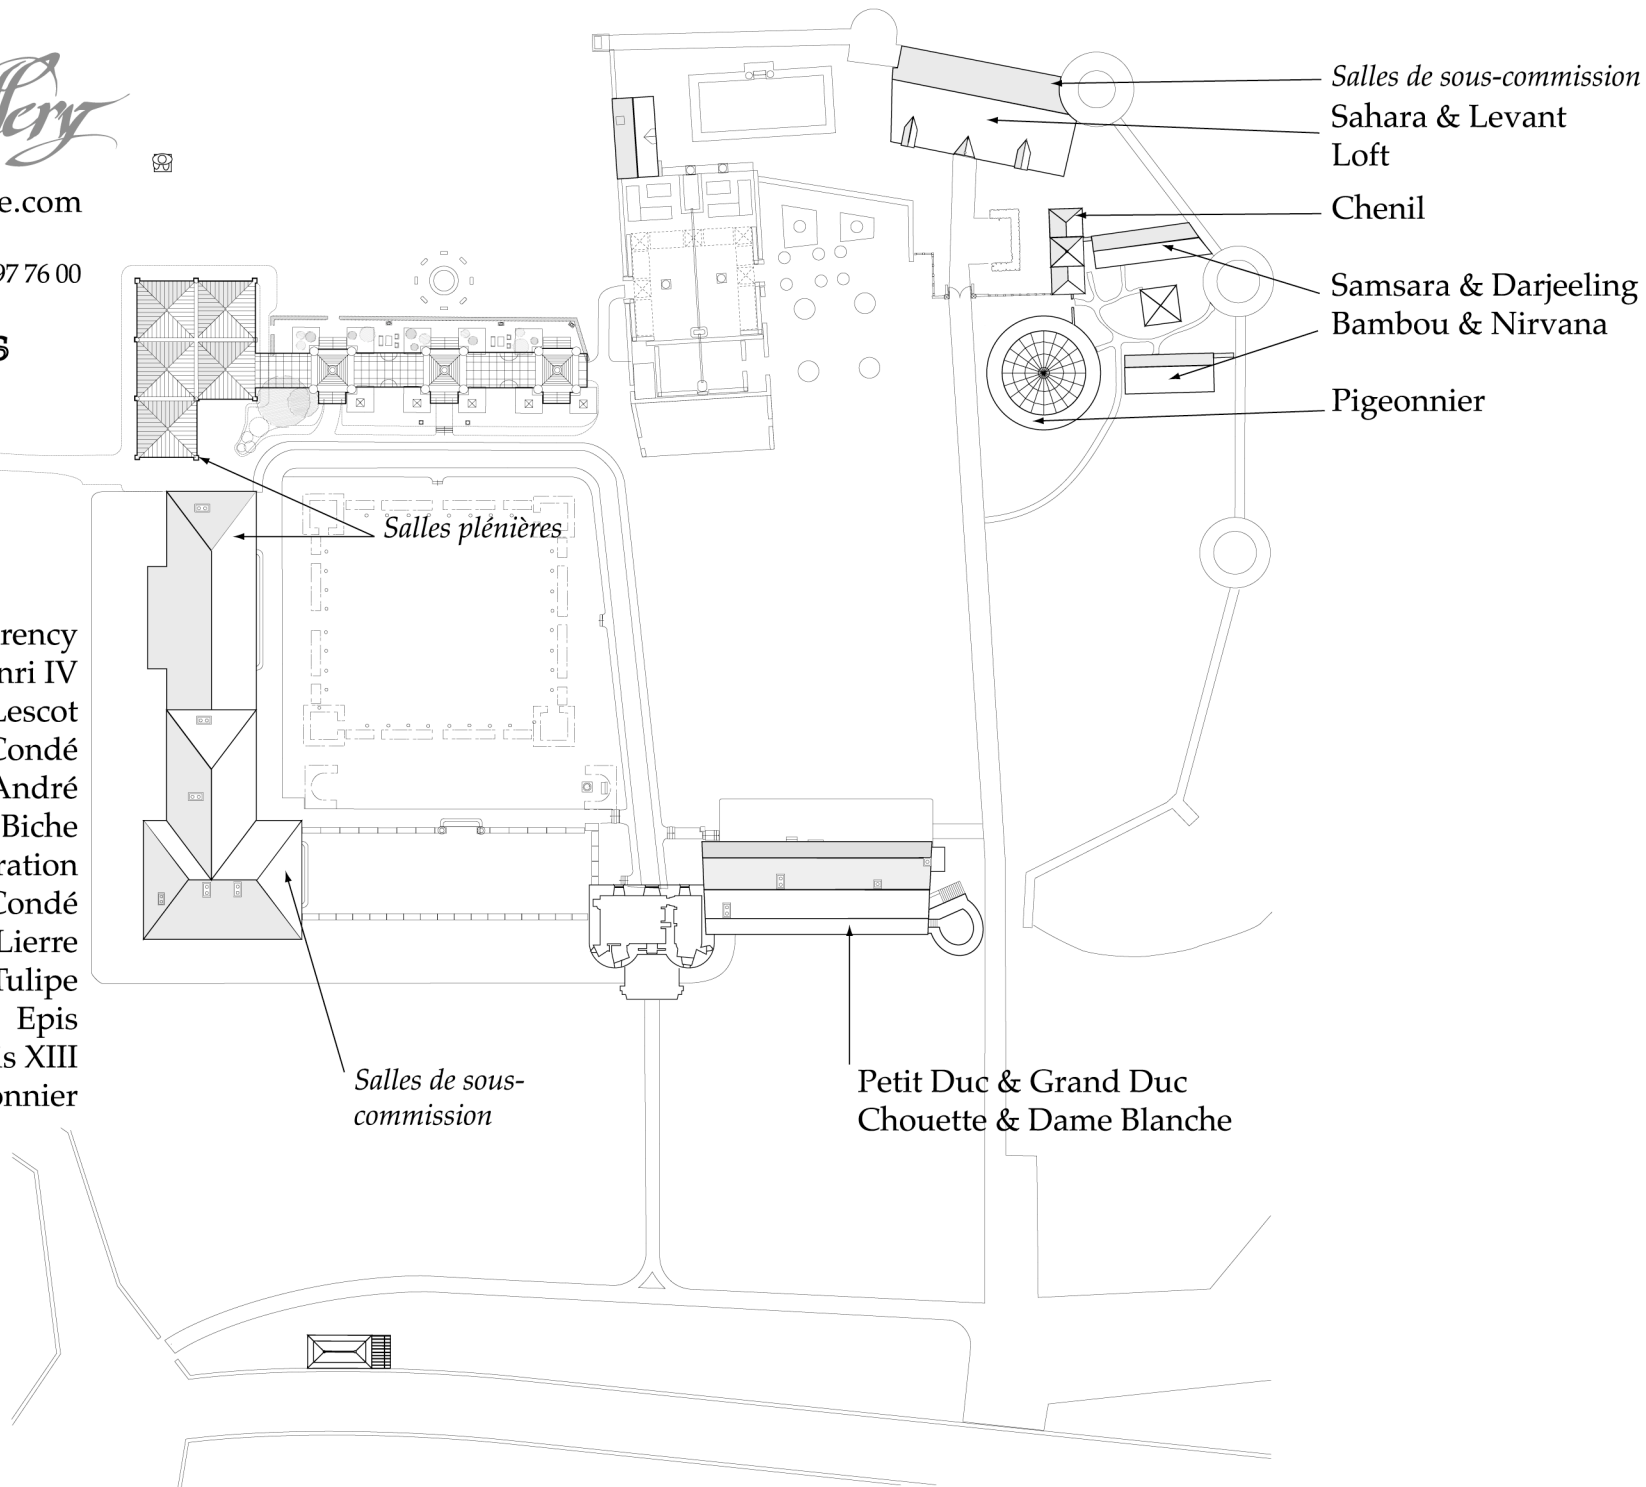 llery
e.com
97 76 00
s
rency
nri IV
Lescot
Condé
André
Biche
ration
Condé
Lierre
Tulipe
Epis
is XIII
onnier
Salles plénières
Salles de sous-
commission
Petit Duc & Grand Duc
Chouette & Dame Blanche
Salles de sous-commission
Sahara & Levant
Loft
Chenil
Samsara & Darjeeling
Bambou & Nirvana
Pigeonnier